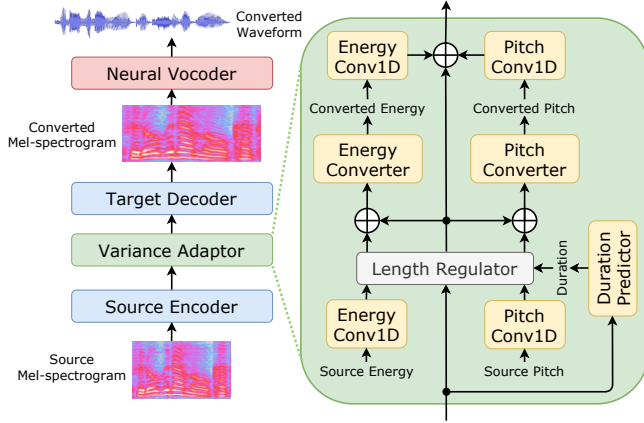 Converted
Waveform
Neural Vocoder
Converted
Mel-spectrogram
Target Decoder
Variance Adaptor
Source Encoder
Source
Mel-spectrogram
Energy
Conv1D
Pitch
Conv1D
Converted Energy
Converted Pitch
Energy
Converter
Pitch
Converter
Length Regulator
Duration
Duration
Predictor
Energy
Conv1D
Pitch
Conv1D
Source Energy
Source Pitch